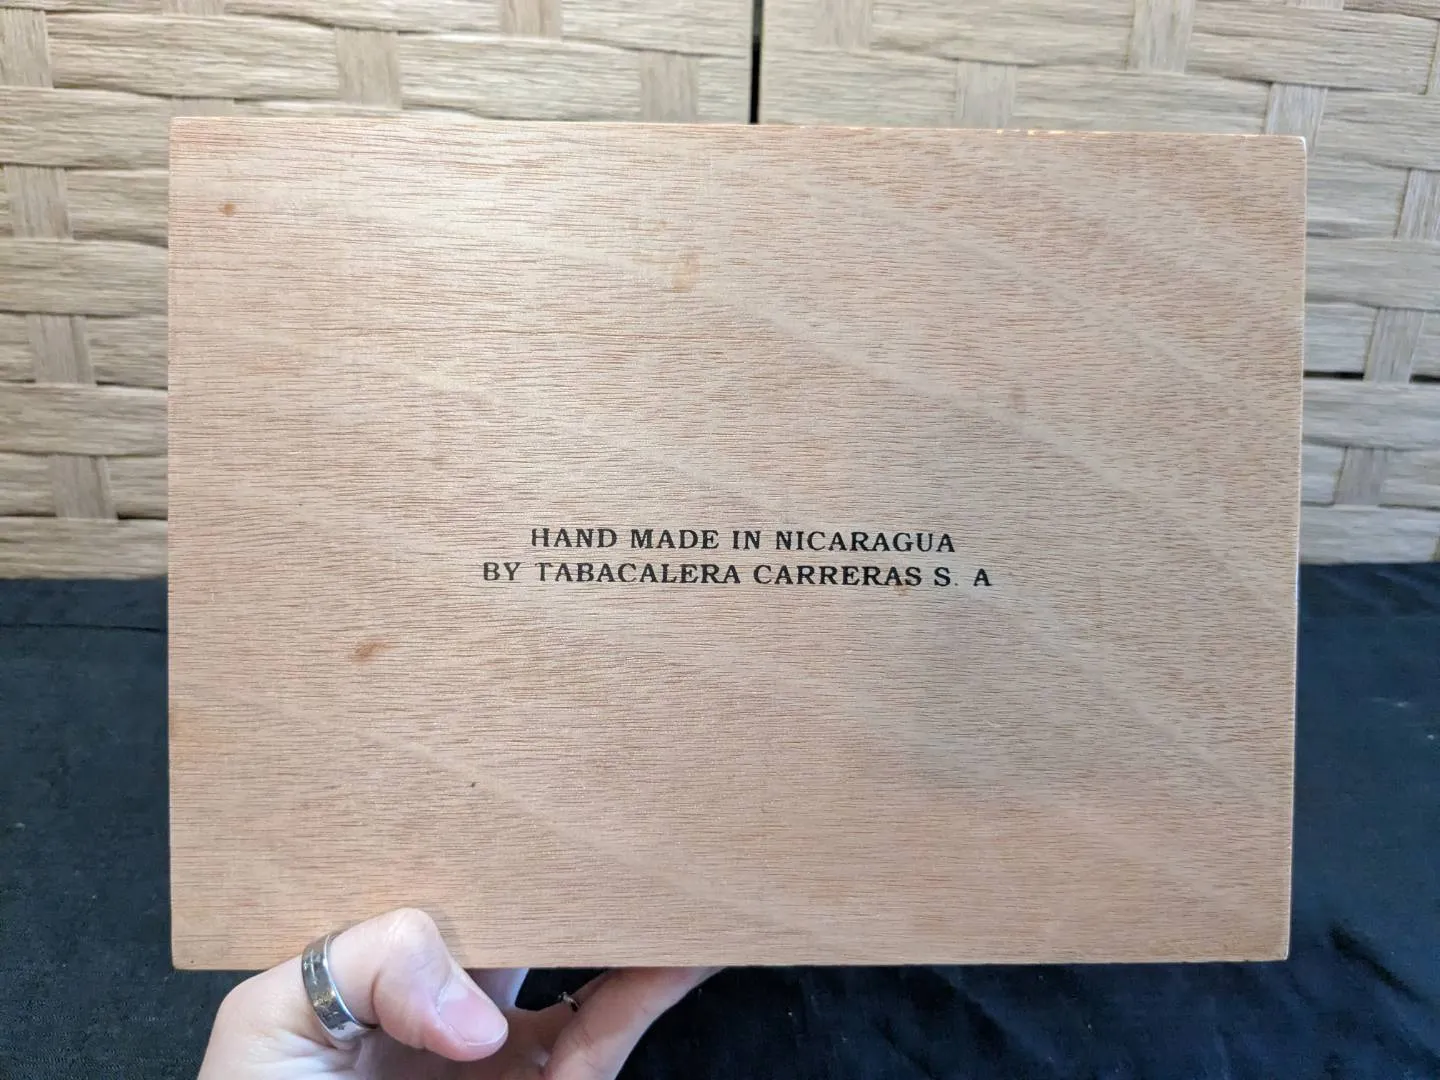 HAND MADE IN NICARAGUA
BY TABACALERA CARRERAS S. A